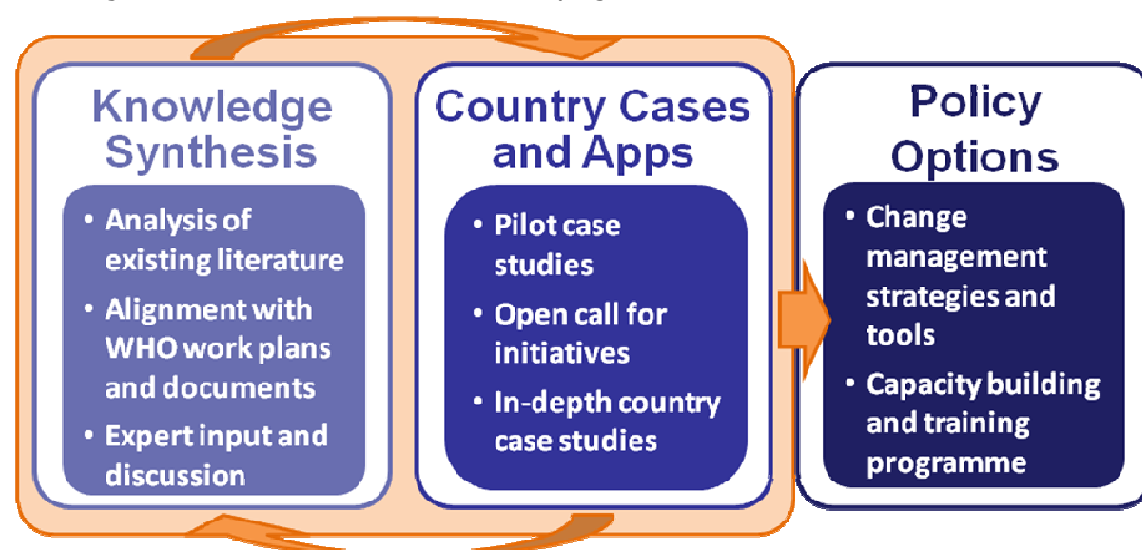 Knowledge
Synthesis
• Analysis of
existing literature
• Alignment with
WHO work plans
and documents
• Expert input and
discussion
Country Cases
and Apps
• Pilot case
studies
• Open call for
initiatives
• In-depth country
case studies
Policy
Options
• Change
management
strategies and
tools
• Capacity building
and training
programme